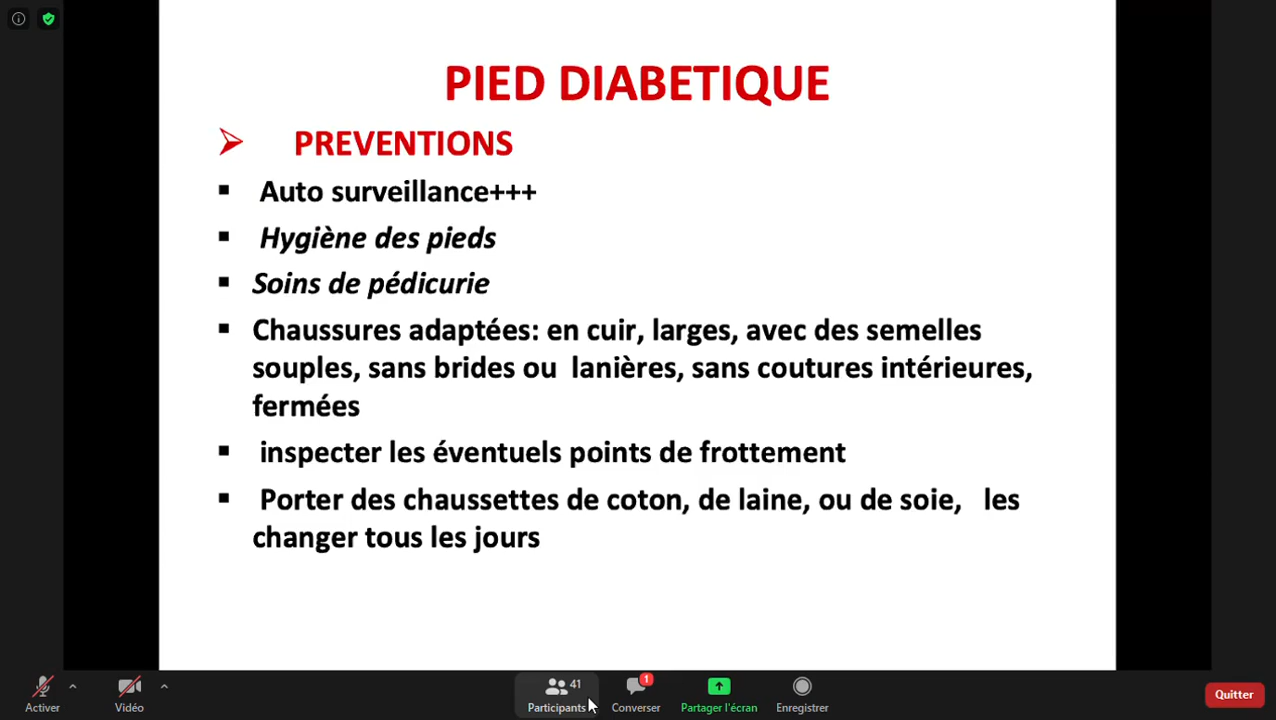 PIED DIABETIQUE
PREVENTIONS
Auto surveillance+++
Hygiène des pieds
Soins de pédicurie
Chaussures adaptées: en cuir, larges, avec des semelles
souples, sans brides ou lanières, sans coutures intérieures,
fermées
inspecter les éventuels points de frottement
Porter des chaussettes de coton, de laine, ou de soie, les
changer tous les jours
41
1
Activer
Vidéo
Participants
Converser
Partager l'écran
Enregistrer
Quitter